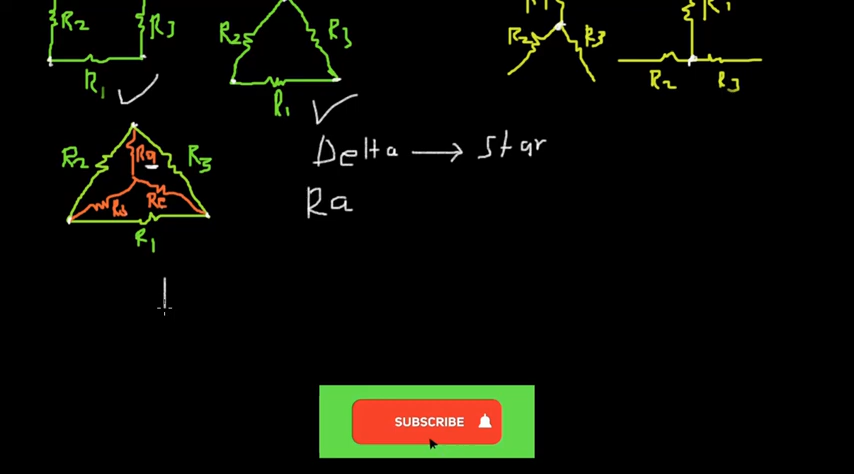 R1
R2 R3 R2 R3 R2 R3
R1 R1 R2 R3
Delta → Star
R2 Ra R3
Rb Rc
Ra
R1
SUBSCRIBE